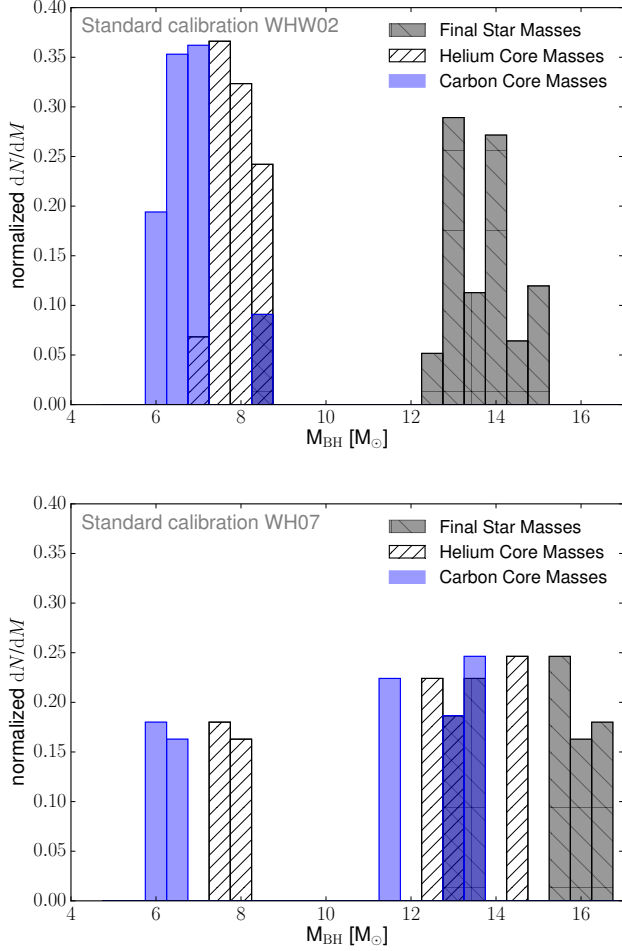 Standard calibration WHW02
Final Star Masses
Helium Core Masses
Carbon Core Masses
normalized dN/dM
0.40
0.35
0.30
0.25
0.20
0.15
0.10
0.05
0.00
4 6 8 10 12 14 16
M_BH [M_⊙]
Standard calibration WH07
Final Star Masses
Helium Core Masses
Carbon Core Masses
normalized dN/dM
0.40
0.35
0.30
0.25
0.20
0.15
0.10
0.05
0.00
4 6 8 10 12 14 16
M_BH [M_⊙]